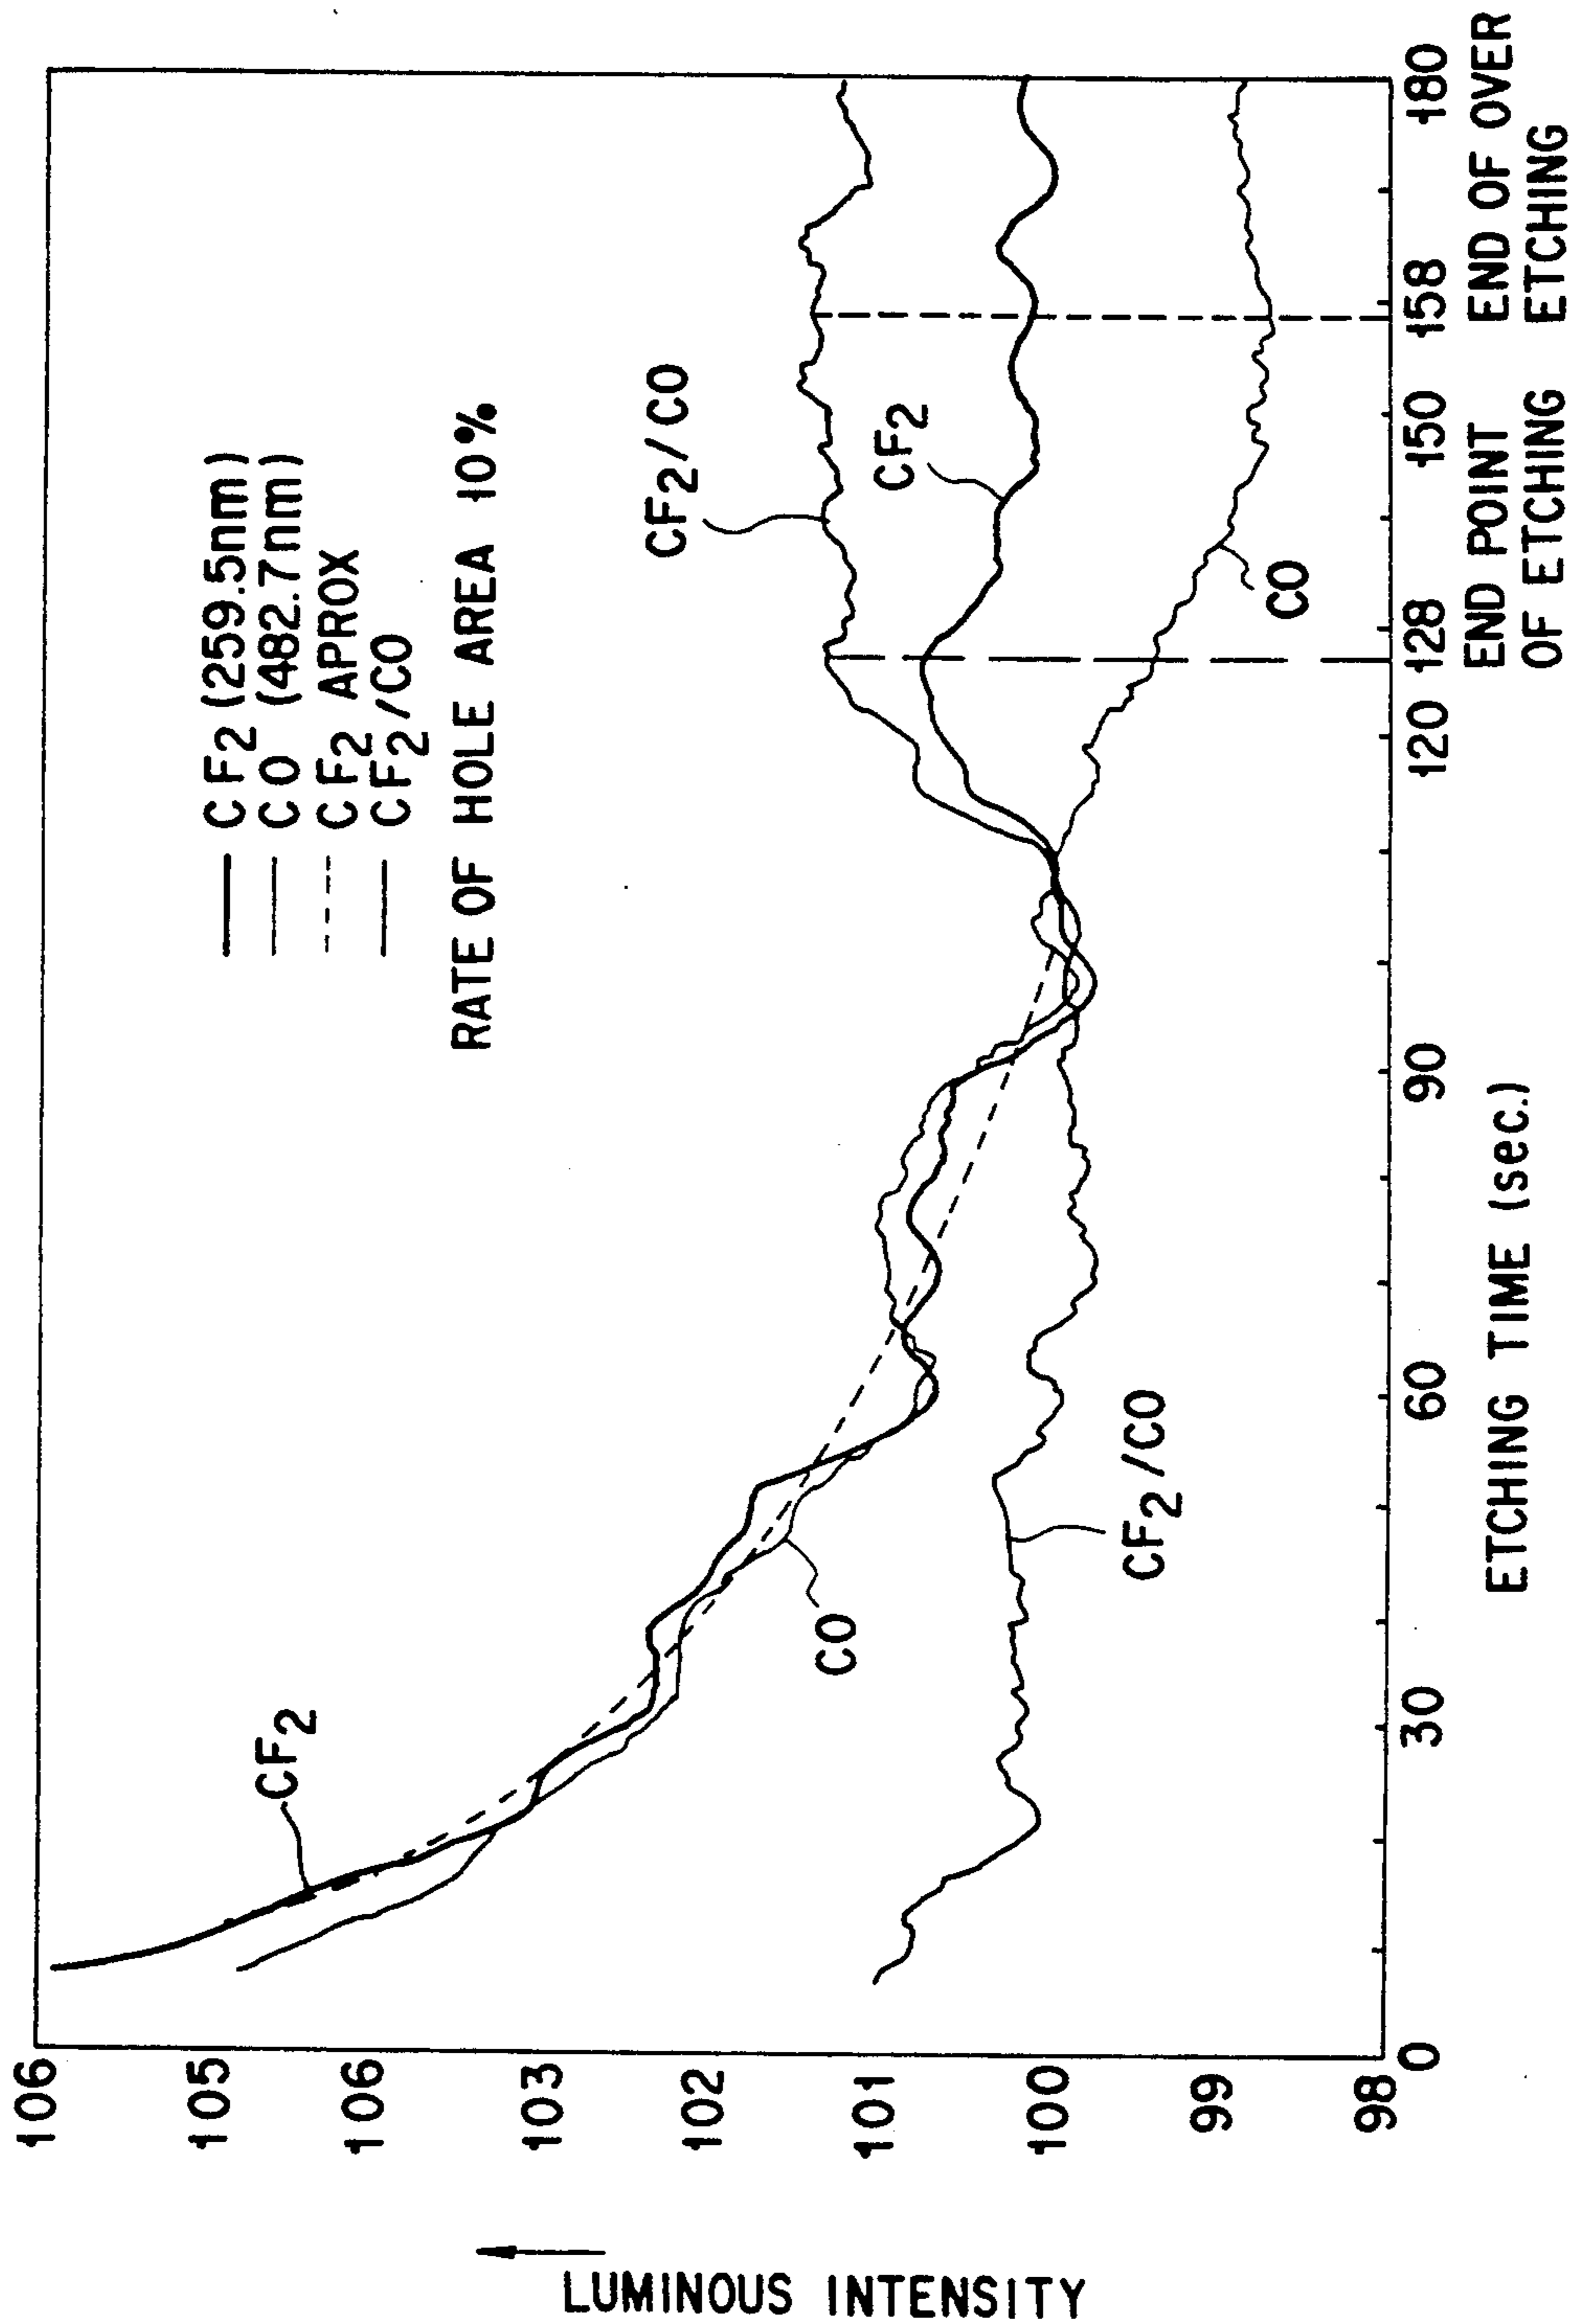 CF2 (259.5nm)
CO (482.7nm)
CF2 APROX
CF2/CO
RATE OF HOLE AREA 10%
CF2
CO
CF2/CO
CF2/CO
CF2
CO
106
105
106
103
102
101
100
99
98
LUMINOUS INTENSITY
0 30 60 90 120 128 150 158 180
ETCHING TIME (sec.)
END POINT
OF ETCHING
END OF OVER
ETCHING